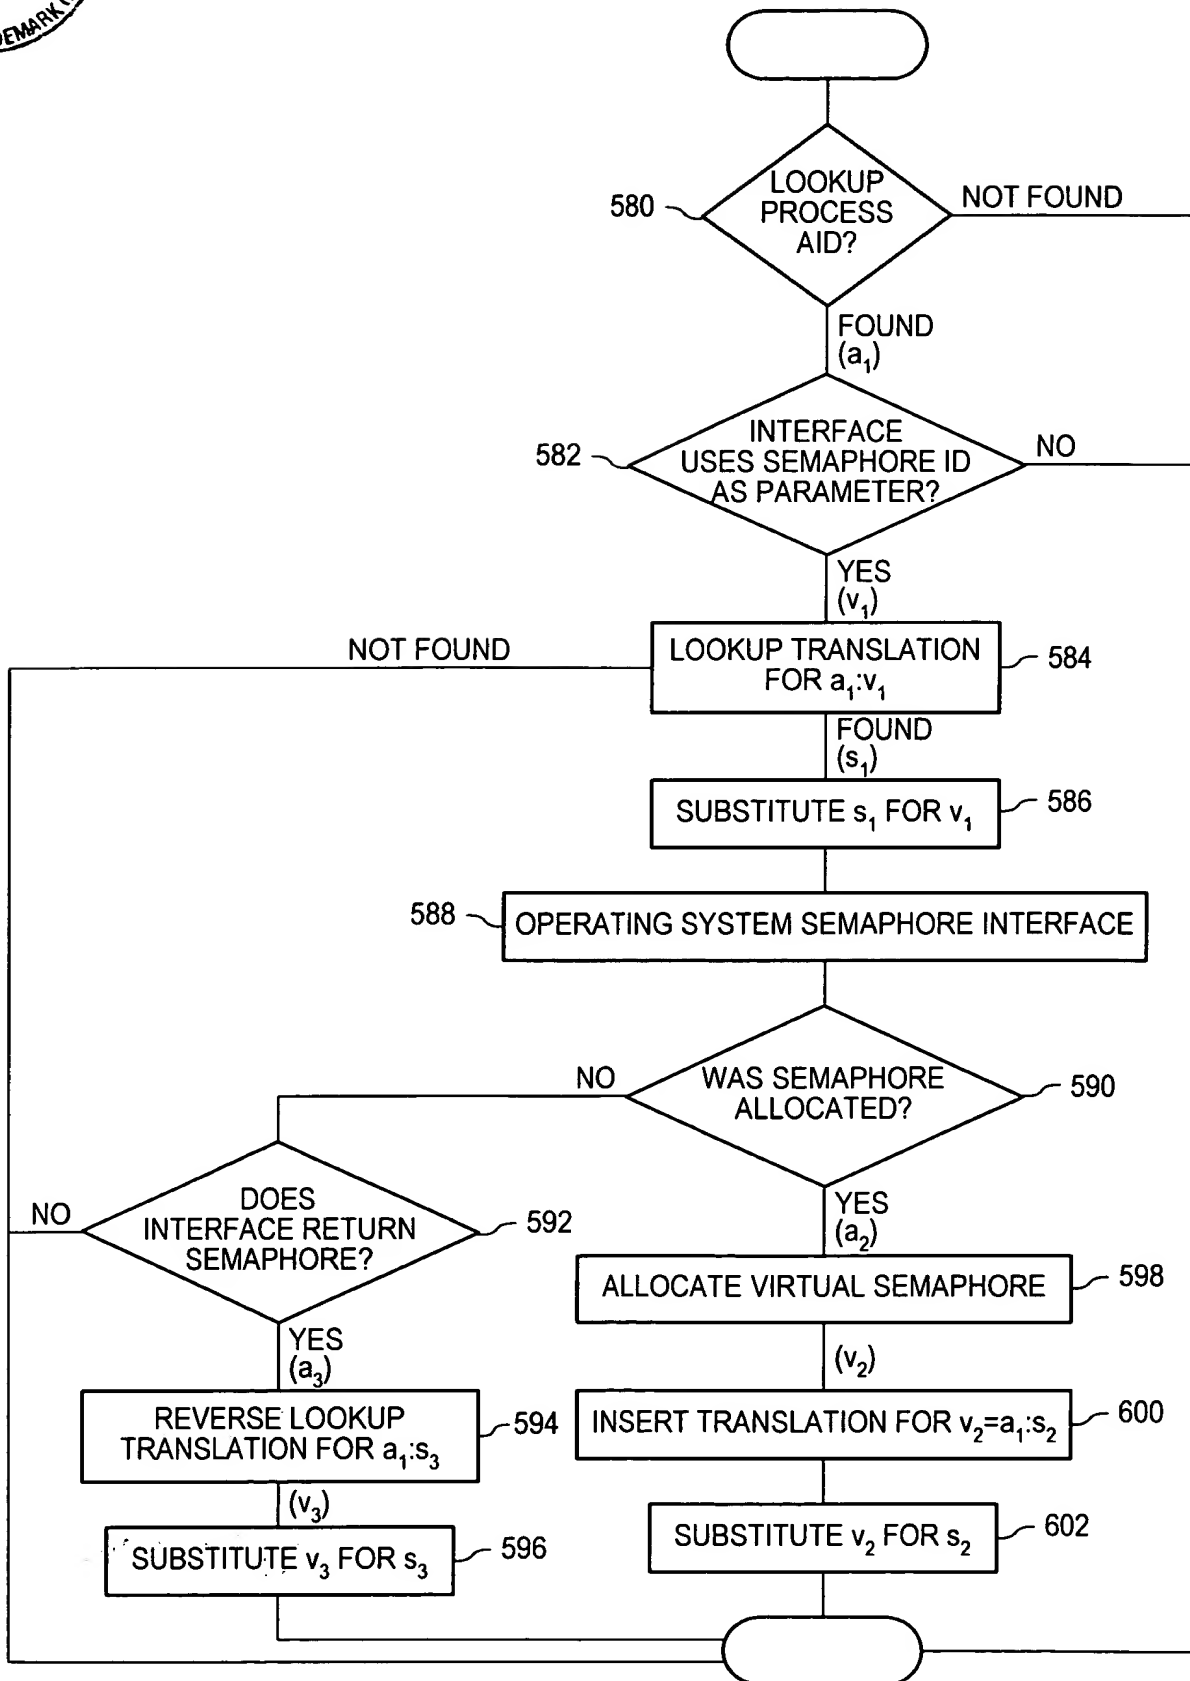 DEMARK
LOOKUP
PROCESS
AID?
580
NOT FOUND
FOUND
(a₁)
INTERFACE
USES SEMAPHORE ID
AS PARAMETER?
582
NO
YES
(v₁)
NOT FOUND
LOOKUP TRANSLATION
FOR a₁:v₁
584
FOUND
(s₁)
SUBSTITUTE s₁ FOR v₁
586
588
OPERATING SYSTEM SEMAPHORE INTERFACE
NO
WAS SEMAPHORE
ALLOCATED?
590
NO
DOES
INTERFACE RETURN
SEMAPHORE?
592
YES
(a₂)
ALLOCATE VIRTUAL SEMAPHORE
598
YES
(a₃)
(v₂)
REVERSE LOOKUP
TRANSLATION FOR a₁:s₃
594
INSERT TRANSLATION FOR v₂=a₁:s₂
600
(v₃)
SUBSTITUTE v₃ FOR s₃
596
SUBSTITUTE v₂ FOR s₂
602